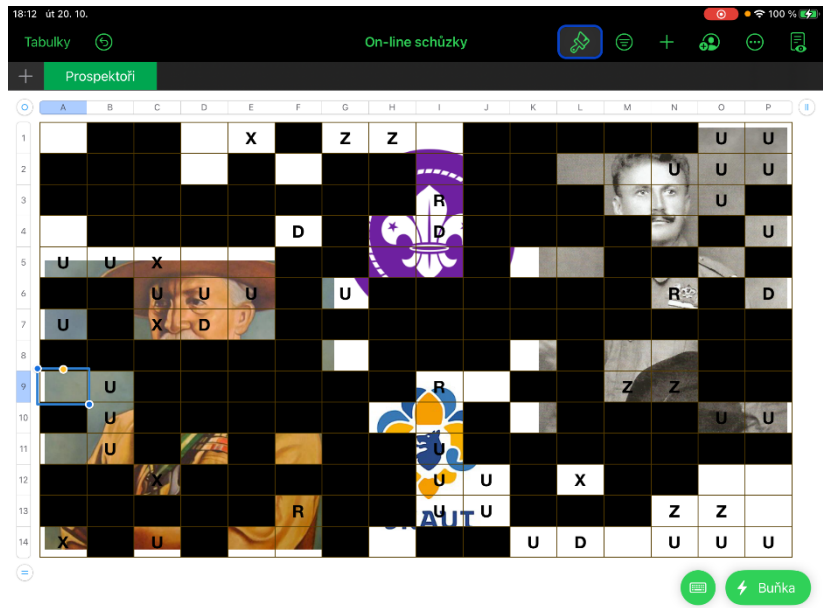 18:12 út 20. 10. 100 %
Tabulky On-line schůzky
Prospektoři
A B C D E F G H I J K L M N O P
1 X Z Z U U
2 U U U
3 R U
4 D D U
5 U U X
6 U U U U R D
7 U X D
8
9 U R Z Z
10 U U U
11 U U
12 X U U X
13 R U U Z Z
AUT
14 X U U D U U U
Buňka